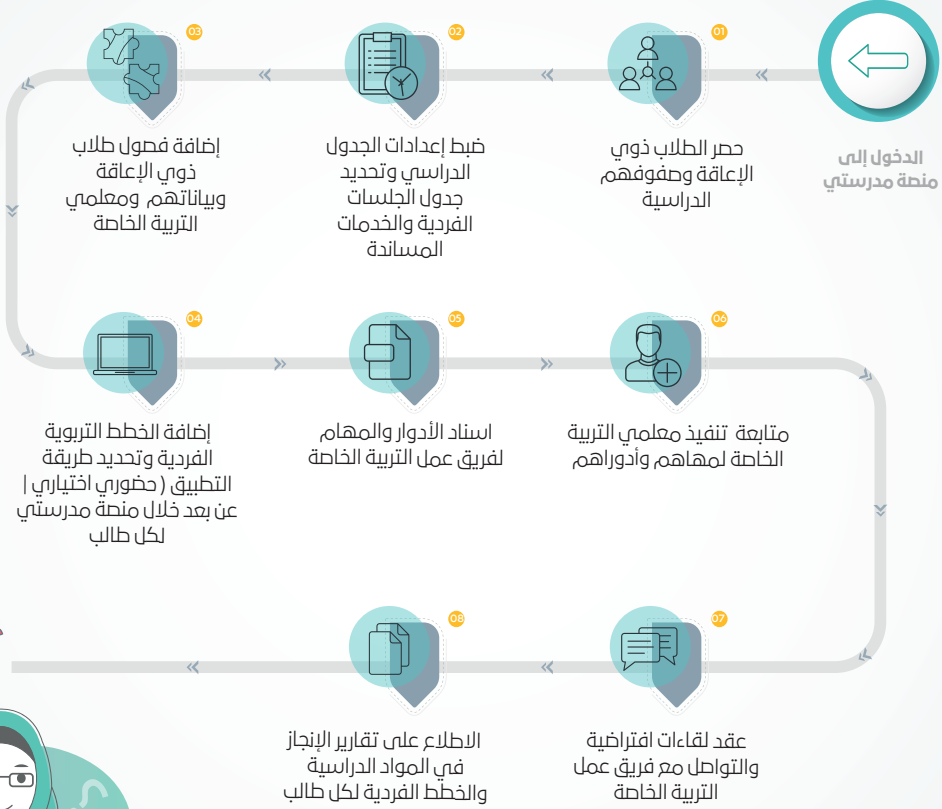 الدخول إلى
منصة مدرستي
01
حصر الطلاب ذوي
الإعاقة وصفوفهم
الدراسية
02
ضبط إعدادات الجدول
الدراسي وتحديد
جدول الجلسات
الفردية والخدمات
المساندة
03
إضافة فصول طلاب
ذوي الإعاقة
وبياناتهم ومعلمي
التربية الخاصة
04
إضافة الخطط التربوية
الفردية وتحديد طريقة
التطبيق ( حضوري اختياري |
عن بعد خلال منصة مدرستي
لكل طالب
05
اسناد الأدوار والمهام
لفريق عمل التربية الخاصة
06
متابعة تنفيذ معلمي التربية
الخاصة لمهاهم وأدوراهم
07
عقد لقاءات افتراضية
والتواصل مع فريق عمل
التربية الخاصة
08
الاطلاع على تقارير الإنجاز
في المواد الدراسية
والخطط الفردية لكل طالب